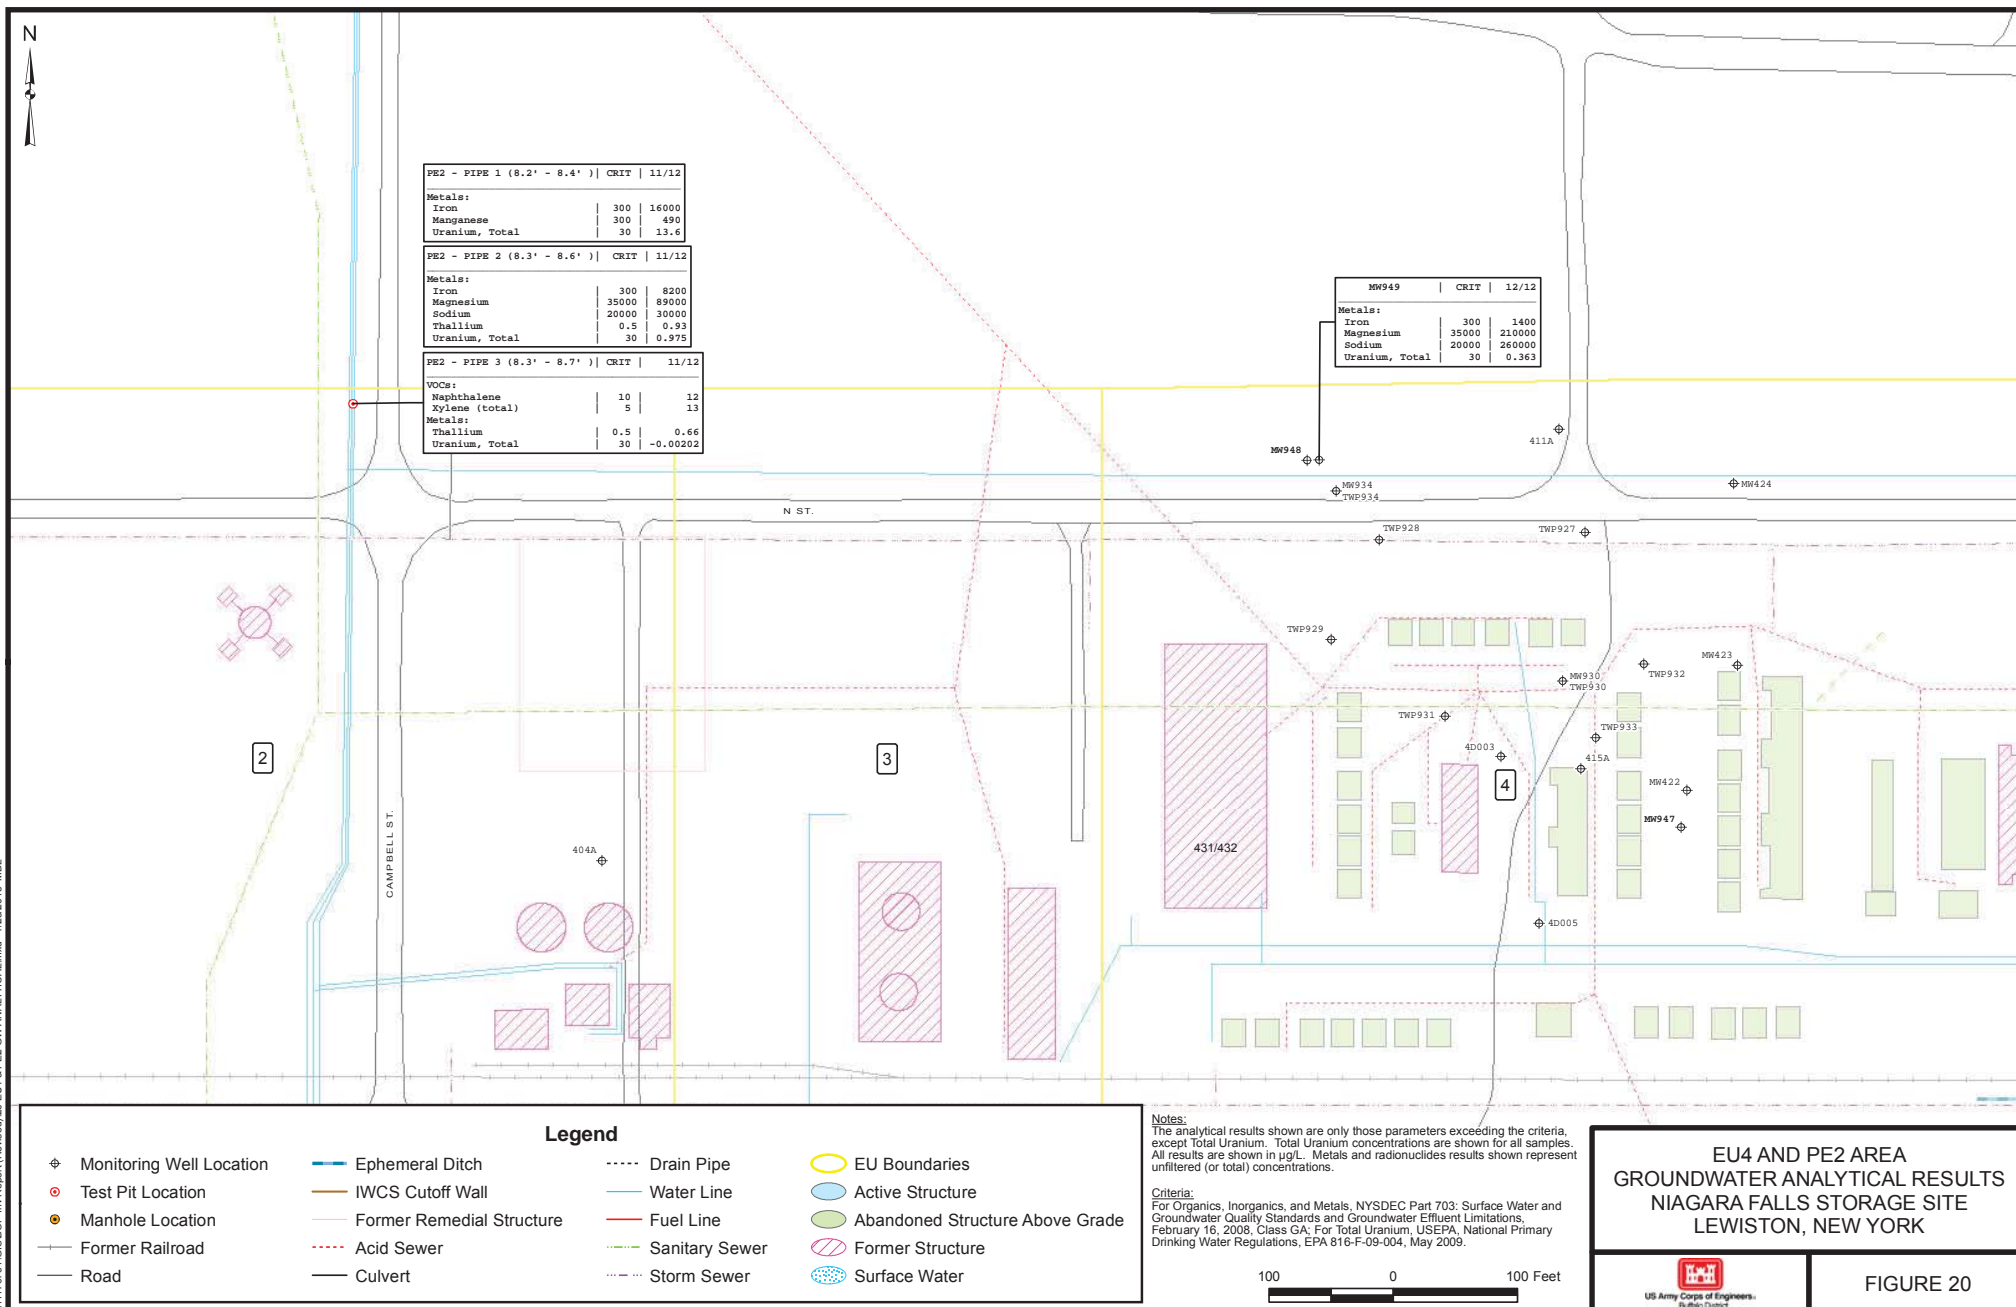 N
PE2 - PIPE 1 (8.2' - 8.4' )| CRIT | 11/12
Metals:
Iron | 300 | 16000
Manganese | 300 | 490
Uranium, Total | 30 | 13.6
PE2 - PIPE 2 (8.3' - 8.6' )| CRIT | 11/12
Metals:
Iron | 300 | 8200
Magnesium | 35000 | 89000
Sodium | 20000 | 30000
Thallium | 0.5 | 0.93
Uranium, Total | 30 | 0.975
PE2 - PIPE 3 (8.3' - 8.7' )| CRIT | 11/12
VOCs:
Naphthalene | 10 | 12
Xylene (total) | 5 | 13
Metals:
Thallium | 0.5 | 0.66
Uranium, Total | 30 | -0.00202
MW949 | CRIT | 12/12
Metals:
Iron | 300 | 1400
Magnesium | 35000 | 210000
Sodium | 20000 | 260000
Uranium, Total | 30 | 0.363
411A
MW948
MW934
TWP934
MW424
N ST.
TWP928
TWP927
TWP929
MW423
TWP932
MW930
TWP930
TWP931
TWP933
4D003
415A
2
3
4
MW422
MW947
CAMPBELL ST.
404A
431/432
4D005
Legend
Monitoring Well Location
Test Pit Location
Manhole Location
Former Railroad
Road
Ephemeral Ditch
IWCS Cutoff Wall
Former Remedial Structure
Acid Sewer
Culvert
Drain Pipe
Water Line
Fuel Line
Sanitary Sewer
Storm Sewer
EU Boundaries
Active Structure
Abandoned Structure Above Grade
Former Structure
Surface Water
Notes:
The analytical results shown are only those parameters exceeding the criteria,
except Total Uranium. Total Uranium concentrations are shown for all samples.
All results are shown in µg/L. Metals and radionuclides results shown represent
unfiltered (or total) concentrations.
Criteria:
For Organics, Inorganics, and Metals, NYSDEC Part 703: Surface Water and
Groundwater Quality Standards and Groundwater Effluent Limitations,
February 16, 2008, Class GA; For Total Uranium, USEPA, National Primary
Drinking Water Regulations, EPA 816-F-09-004, May 2009.
100 0 100 Feet
EU4 AND PE2 AREA
GROUNDWATER ANALYTICAL RESULTS
NIAGARA FALLS STORAGE SITE
LEWISTON, NEW YORK
US Army Corps of Engineers
Buffalo District
FIGURE 20